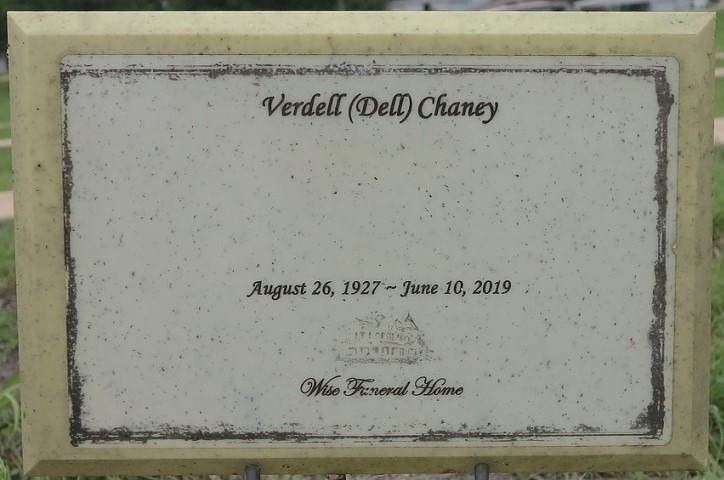 Verdell (Dell) Chaney
August 26, 1927 ~ June 10, 2019
Wise Funeral Home